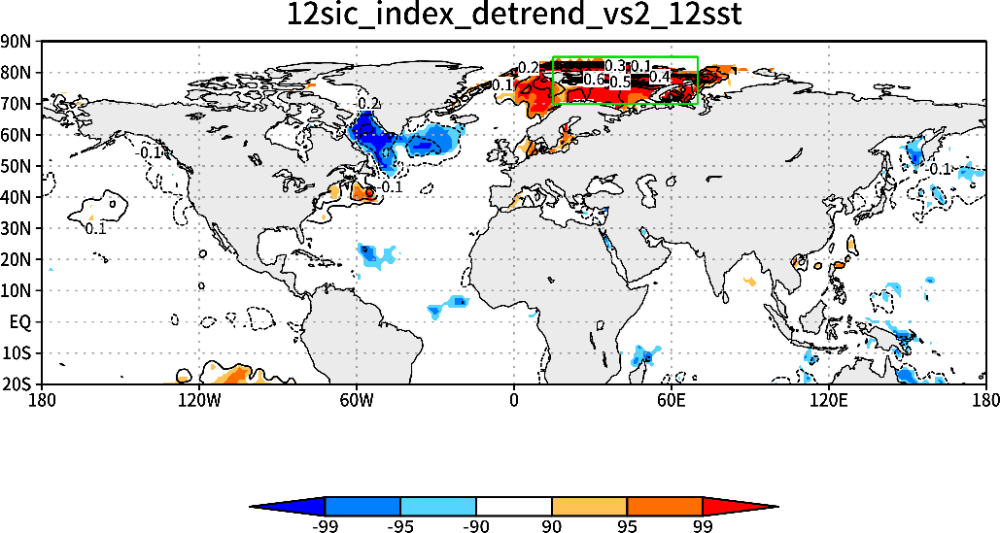 12sic_index_detrend_vs2_12sst
90N
80N
70N
60N
50N
40N
30N
20N
10N
EQ
10S
20S
0.2
0.3
0.1
0.1
0.6
0.5
0.4
-0.2
-0.1
-0.1
-0.1
0.1
180
120W
60W
0
60E
120E
180
-99
-95
-90
90
95
99